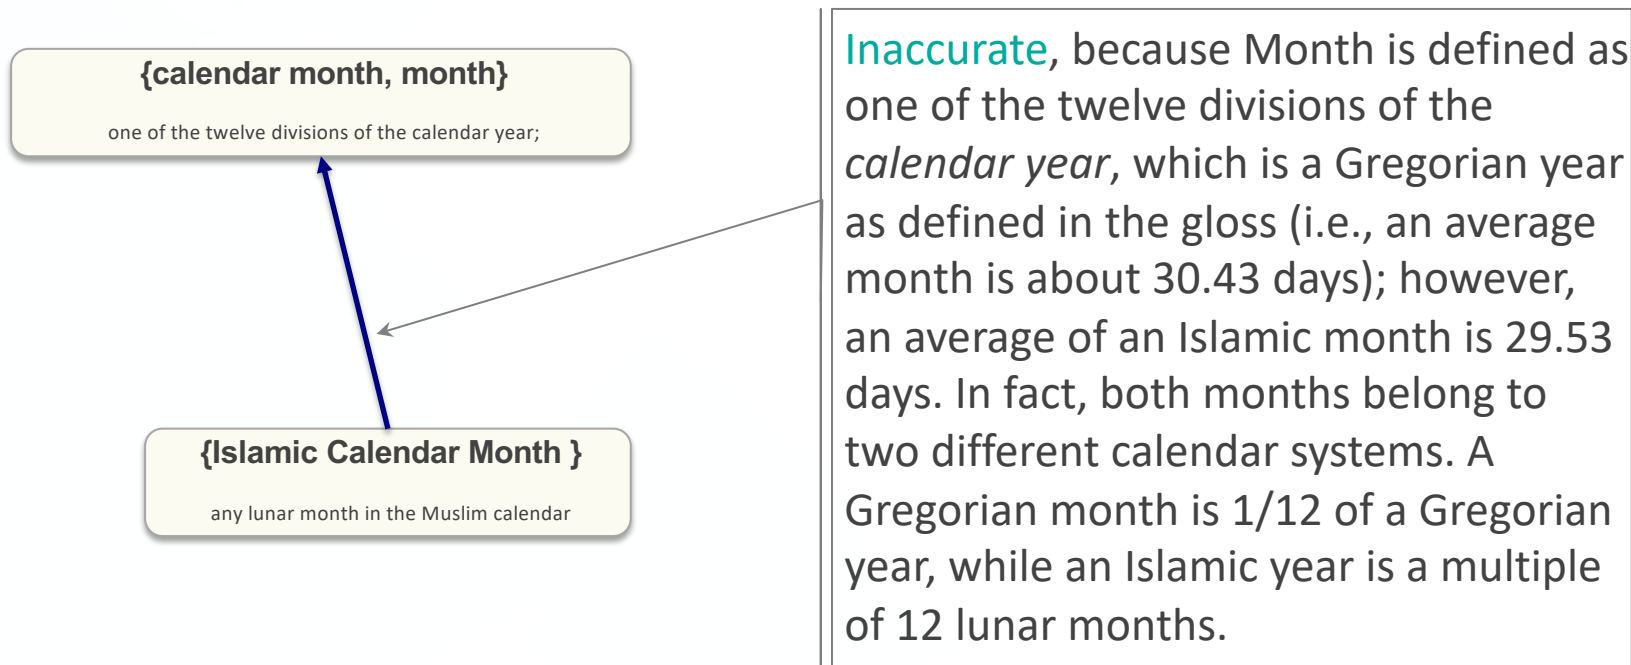 {calendar month, month}
one of the twelve divisions of the calendar year;
{Islamic Calendar Month }
any lunar month in the Muslim calendar
Inaccurate, because Month is defined as
one of the twelve divisions of the
calendar year, which is a Gregorian year
as defined in the gloss (i.e., an average
month is about 30.43 days); however,
an average of an Islamic month is 29.53
days. In fact, both months belong to
two different calendar systems. A
Gregorian month is 1/12 of a Gregorian
year, while an Islamic year is a multiple
of 12 lunar months.